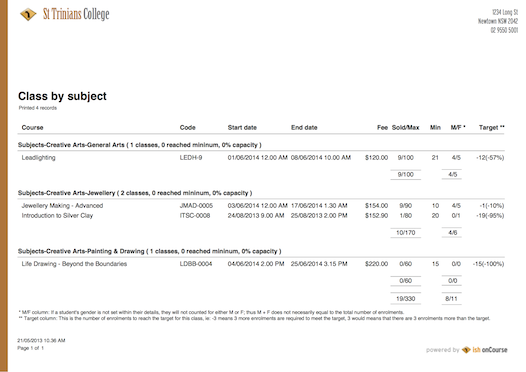 St Trinians College
1234 Long St
Newtown NSW 2042
02 9550 5001
Class by subject
Printed 4 records
Course Code Start date End date Fee Sold/Max Min M/F * Target **
Subjects-Creative Arts-General Arts ( 1 classes, 0 reached mininum, 0% capacity )
Leadlighting LEDH-9 01/06/2014 12.00 AM 08/06/2014 10.00 AM $120.00 9/100 21 4/5 -12(-57%)
9/100 4/5
Subjects-Creative Arts-Jewellery ( 2 classes, 0 reached mininum, 0% capacity )
Jewellery Making - Advanced JMAD-0005 03/06/2014 12.00 AM 17/06/2014 1.30 AM $154.00 9/90 10 4/5 -1(-10%)
Introduction to Silver Clay ITSC-0008 24/08/2013 9.00 AM 25/08/2013 2.00 PM $152.90 1/80 20 0/1 -19(-95%)
10/170 4/6
Subjects-Creative Arts-Painting & Drawing ( 1 classes, 0 reached mininum, 0% capacity )
Life Drawing - Beyond the Boundaries LDBB-0004 04/06/2014 2.00 PM 25/06/2014 3.15 PM $220.00 0/60 15 0/0 -15(-100%)
0/60 0/0
19/330 8/11
* M/F column: If a student's gender is not set within their details, they will not counted for either M or F; thus M + F does not necesarily equal to the total number of enrolments.
** Target column: This is the number of enrolments to reach the target for this class, ie: -3 means 3 more enrolments are required to meet the target, 3 would means that there are 3 enrolments more than the target.
21/05/2013 10.36 AM
Page 1 of 1
powered by ish onCourse